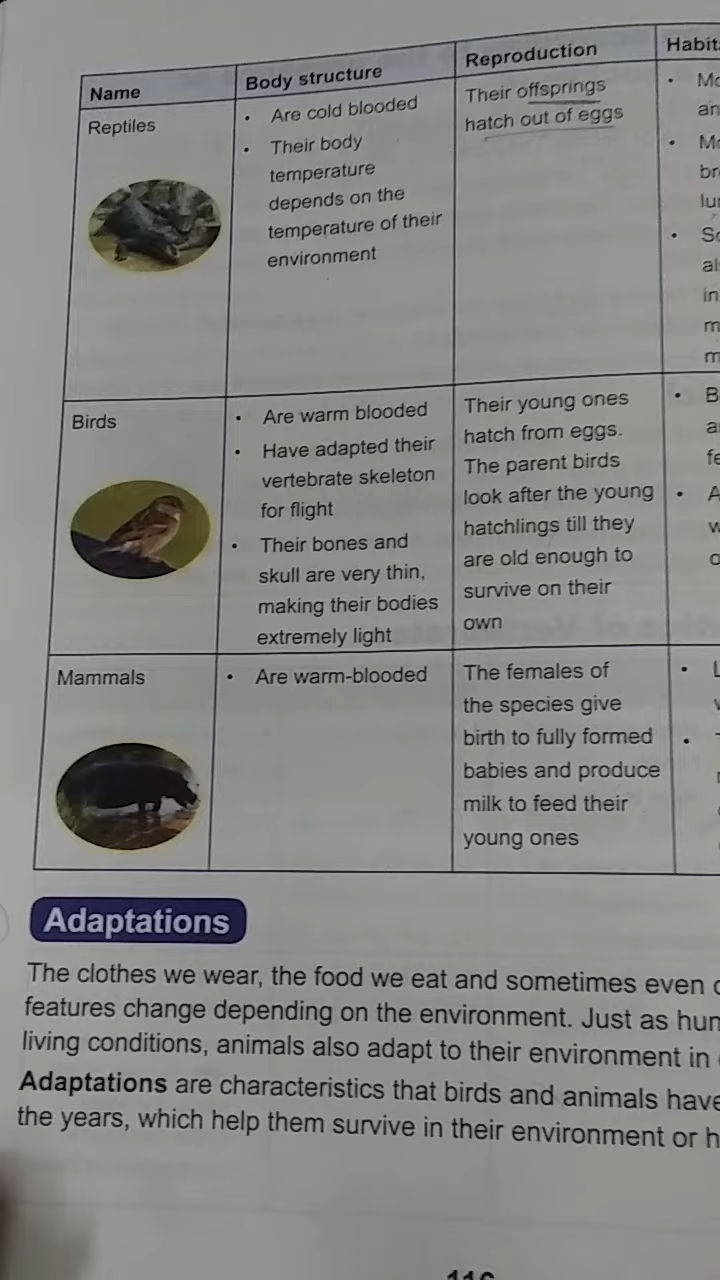 Name
Body structure
Reproduction
Reptiles
• Are cold blooded
• Their body
temperature
depends on the
temperature of their
environment
Their offsprings
hatch out of eggs
Birds
• Are warm blooded
• Have adapted their
vertebrate skeleton
for flight
• Their bones and
skull are very thin,
making their bodies
extremely light
Their young ones
hatch from eggs.
The parent birds
look after the young
hatchlings till they
are old enough to
survive on their
own
Mammals
• Are warm-blooded
The females of
the species give
birth to fully formed
babies and produce
milk to feed their
young ones
Adaptations
The clothes we wear, the food we eat and sometimes even
features change depending on the environment. Just as
living conditions, animals also adapt to their environment in
Adaptations are characteristics that birds and animals have
the years, which help them survive in their environment or